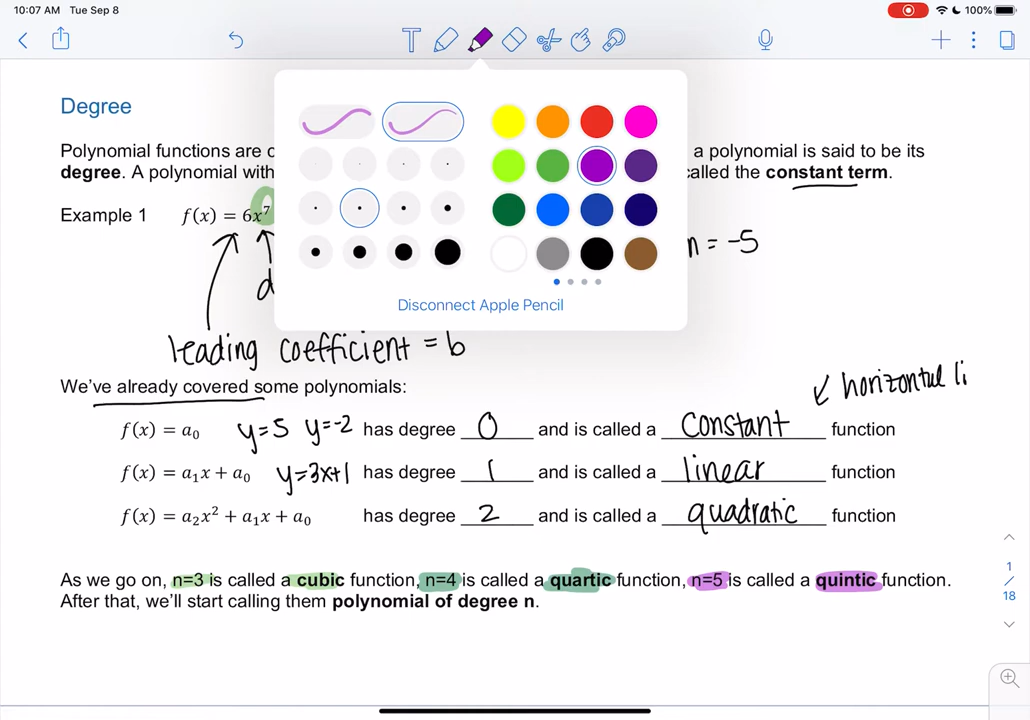 10:07 AM Tue Sep 8
100%
T
Degree
Polynomial functions are a polynomial is said to be its
degree. A polynomial with called the constant term.
Example 1 f(x) = 6x⁷
n = -5
Disconnect Apple Pencil
leading coefficient = 6
We've already covered some polynomials:
horizontal li
f(x) = a₀ y=5 y=-2 has degree 0 and is called a constant function
f(x) = a₁x + a₀ y=3x+1 has degree 1 and is called a linear function
f(x) = a₂x² + a₁x + a₀ has degree 2 and is called a quadratic function
As we go on, n=3 is called a cubic function, n=4 is called a quartic function, n=5 is called a quintic function.
After that, we'll start calling them polynomial of degree n.
1
/
18